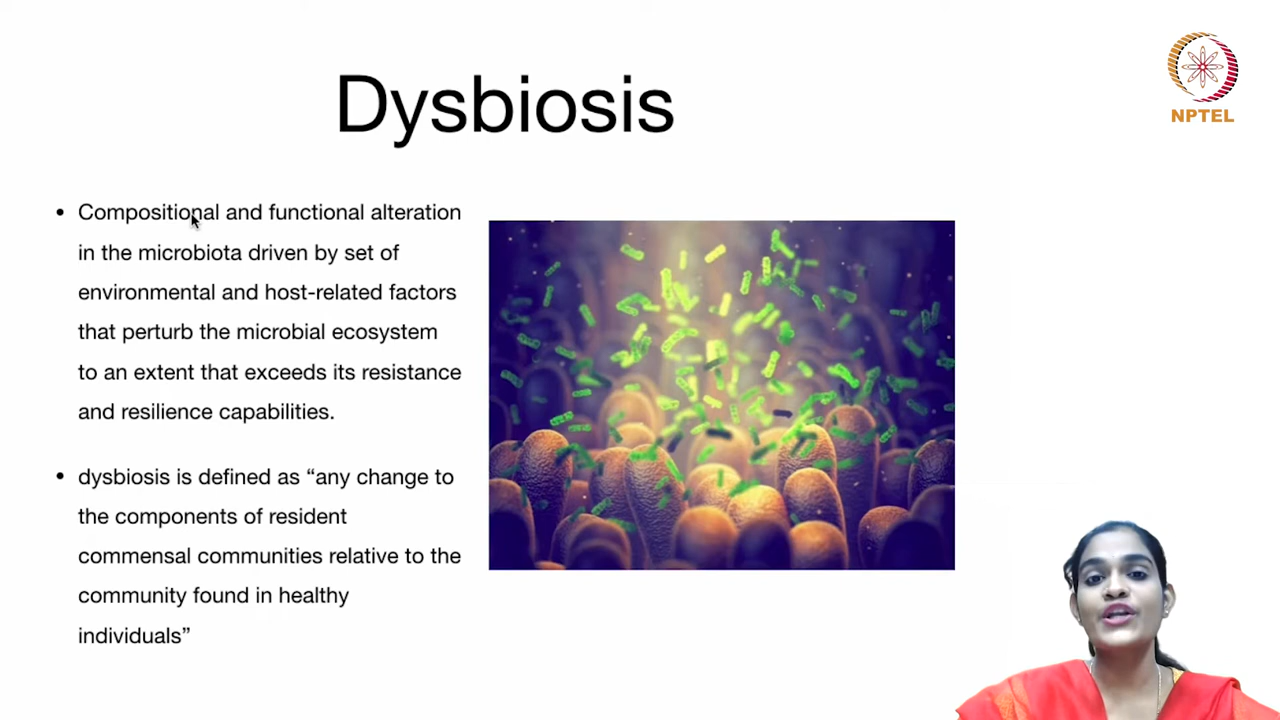 Dysbiosis
NPTEL
• Compositional and functional alteration
in the microbiota driven by set of
environmental and host-related factors
that perturb the microbial ecosystem
to an extent that exceeds its resistance
and resilience capabilities.
• dysbiosis is defined as “any change to
the components of resident
commensal communities relative to the
community found in healthy
individuals”